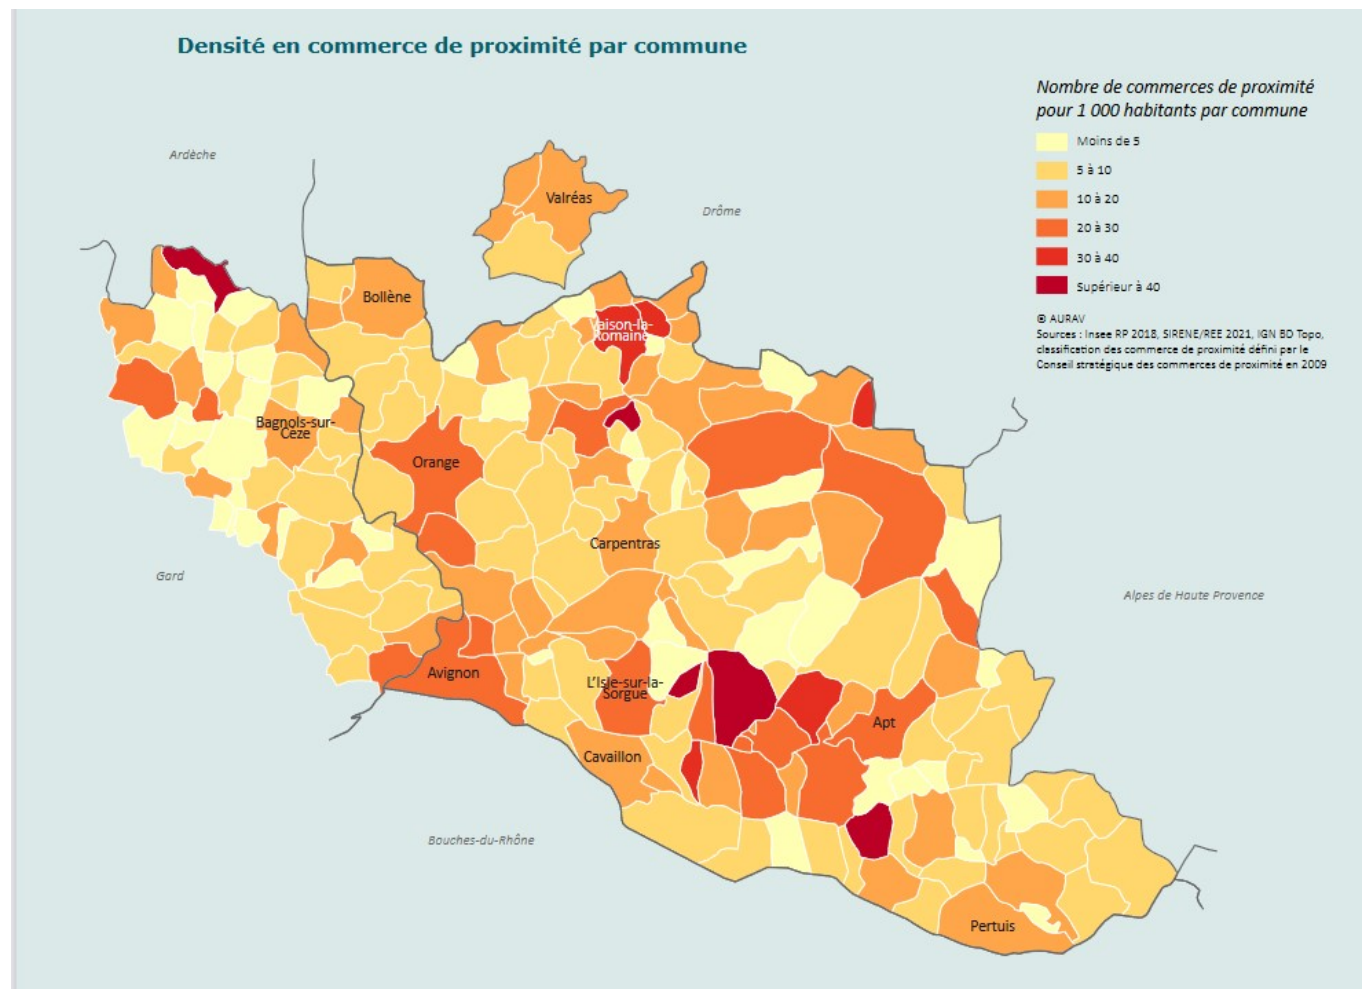 Densité en commerce de proximité par commune
Nombre de commerces de proximité
pour 1 000 habitants par commune
Moins de 5
5 à 10
10 à 20
20 à 30
30 à 40
Supérieur à 40
© AURAV
Sources : Insee RP 2018, SIRENE/REE 2021, IGN BD Topo,
classification des commerce de proximité défini par le
Conseil stratégique des commerces de proximité en 2009
Ardèche
Valréas
Drôme
Bollène
Vaison-la-
Romaine
Bagnols-sur-
Cèze
Orange
Carpentras
Gard
Alpes de Haute Provence
Avignon
L'Isle-sur-la-
Sorgue
Apt
Cavaillon
Bouches-du-Rhône
Pertuis